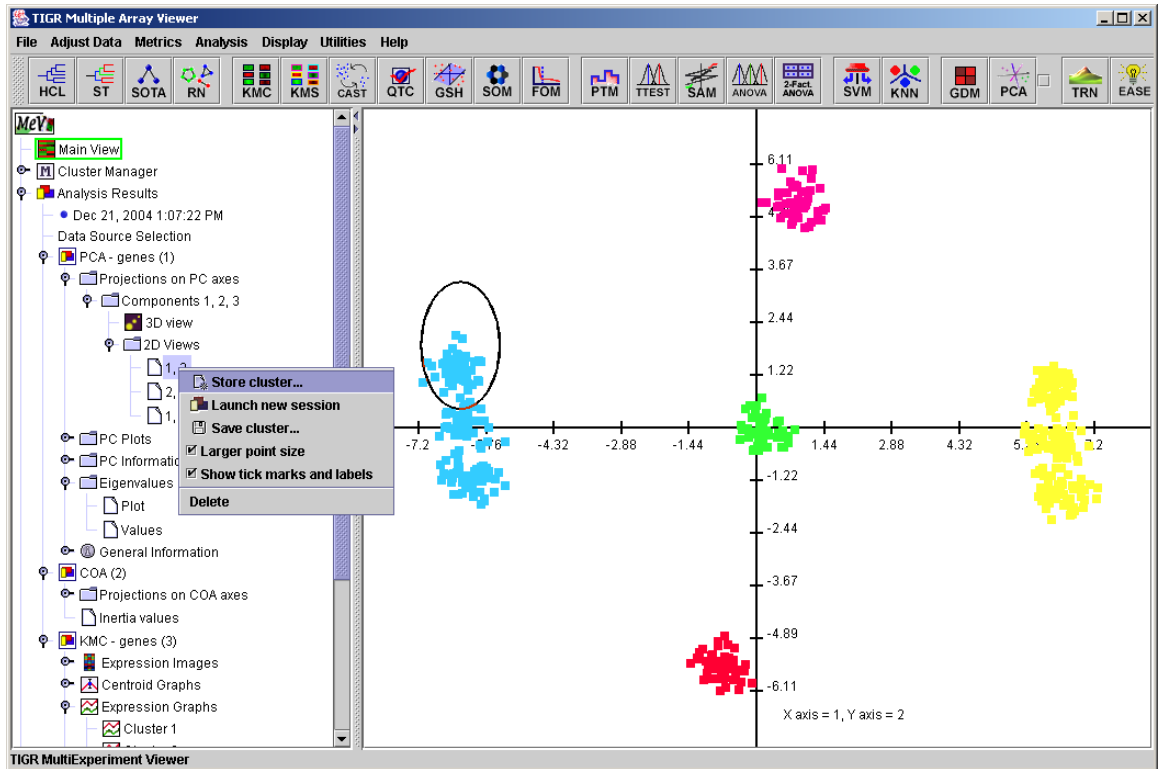 TIGR Multiple Array Viewer
File Adjust Data Metrics Analysis Display Utilities Help
HCL ST SOTA RN KMC KMS CAST QTC GSH SOM FOM PTM TTEST SAM ANOVA 2-Fact. ANOVA SVM KNN GDM PCA TRN EASE
MeV
Main View
M Cluster Manager
Analysis Results
Dec 21, 2004 1:07:22 PM
Data Source Selection
PCA - genes (1)
Projections on PC axes
Components 1, 2, 3
3D view
2D Views
1, 2
2,
1,
Store cluster...
Launch new session
Save cluster...
Larger point size
Show tick marks and labels
Delete
PC Plots
PC Informatio
Eigenvalues
Plot
Values
General Information
COA (2)
Projections on COA axes
Inertia values
KMC - genes (3)
Expression Images
Centroid Graphs
Expression Graphs
Cluster 1
6.11
4
3.67
2.44
1.22
-7.2 76 -4.32 -2.88 -1.44 1.44 2.88 4.32 5. .2
-1.22
-2.44
-3.67
-4.89
-6.11
X axis = 1, Y axis = 2
TIGR MultiExperiment Viewer